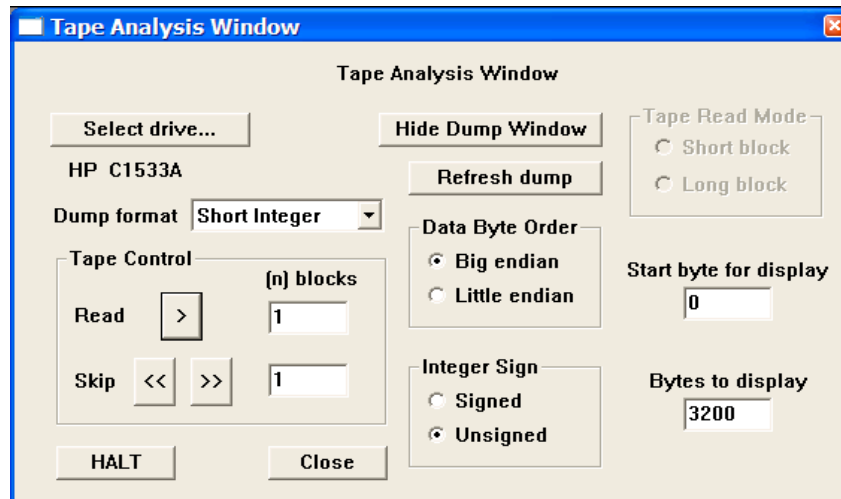 Tape Analysis Window
Tape Analysis Window
Select drive...
Hide Dump Window
Tape Read Mode
Short block
Long block
HP C1533A
Refresh dump
Dump format Short Integer
Data Byte Order
Big endian
Little endian
Start byte for display
0
Tape Control
(n) blocks
Read > 1
Skip << >> 1
Integer Sign
Signed
Unsigned
Bytes to display
3200
HALT
Close